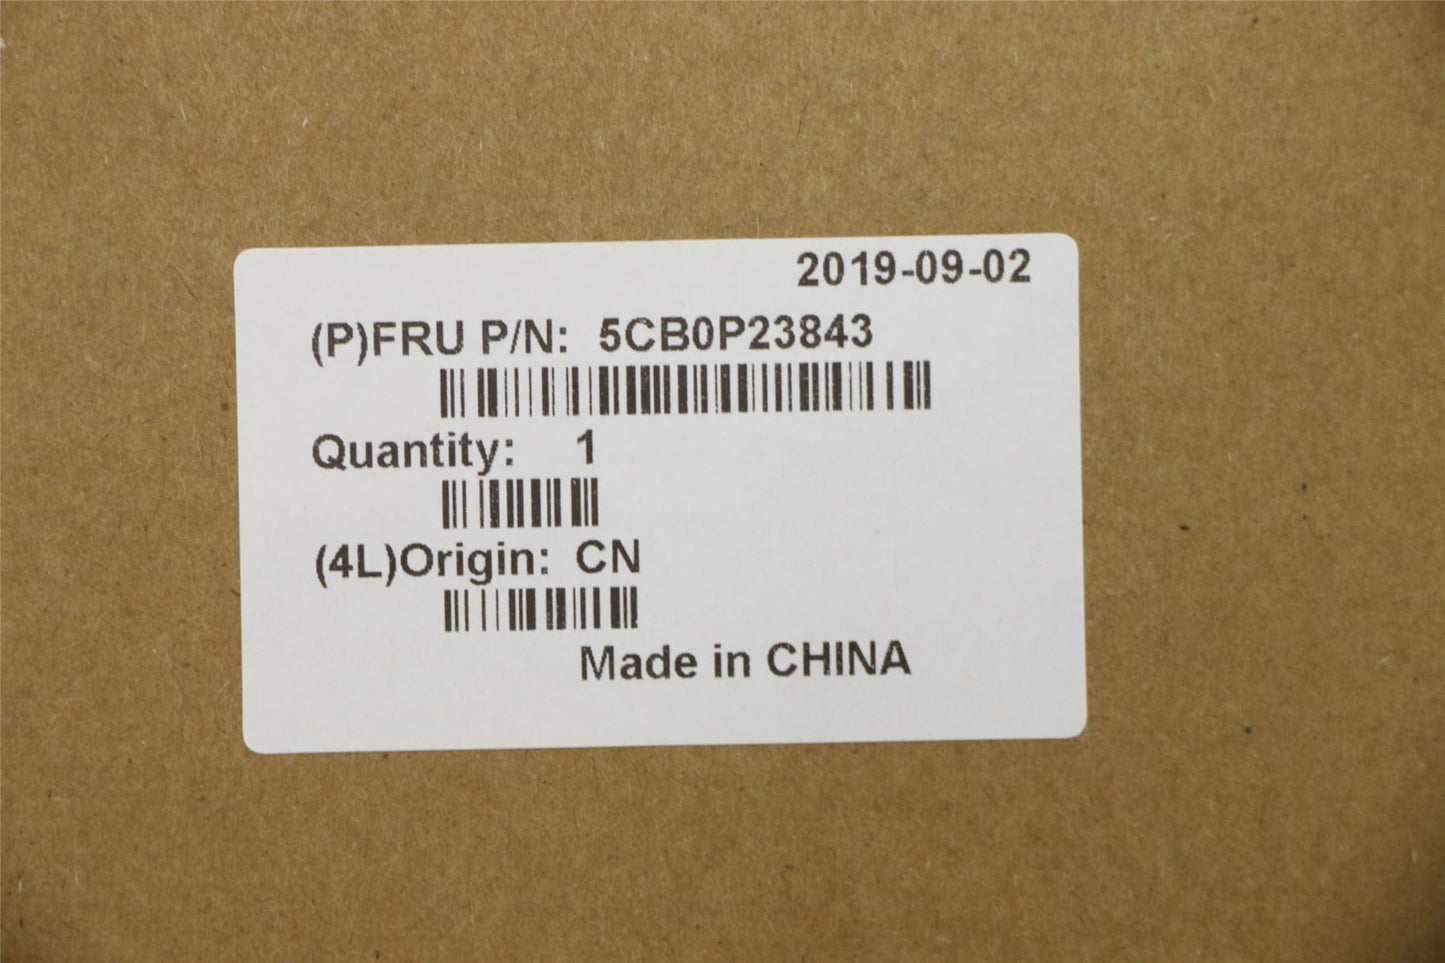 2019-09-02
(P)FRU P/N: 5CB0P23843
Quantity: 1
(4L)Origin: CN
Made in CHINA